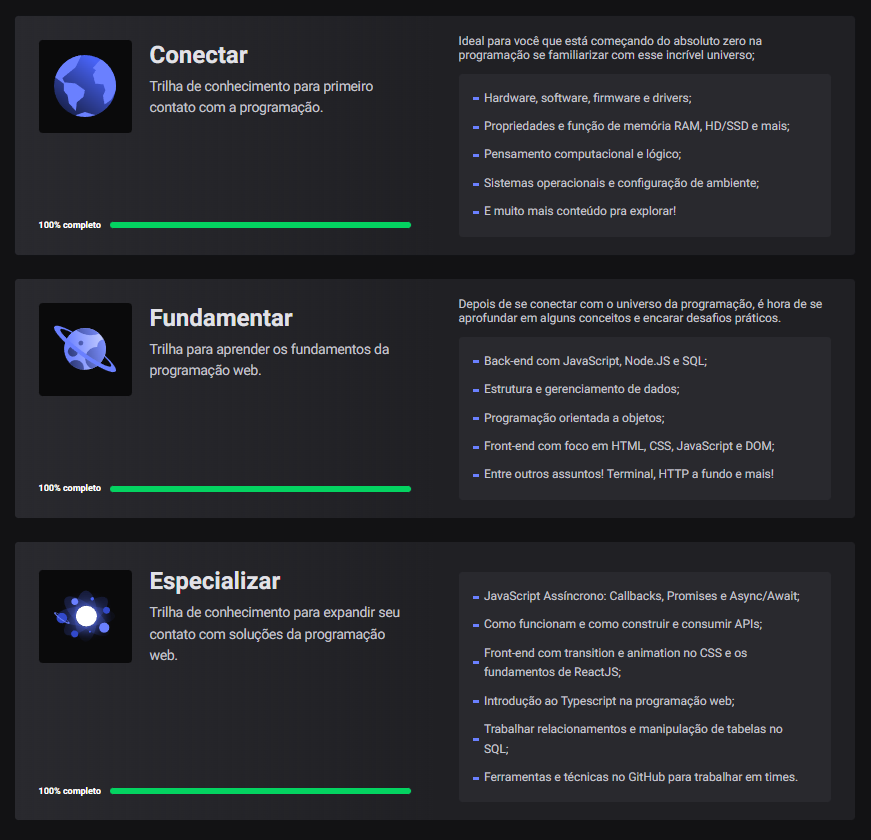 Conectar
Trilha de conhecimento para primeiro
contato com a programação.
100% completo
Ideal para você que está começando do absoluto zero na
programação se familiarizar com esse incrível universo;
Hardware, software, firmware e drivers;
Propriedades e função de memória RAM, HD/SSD e mais;
Pensamento computacional e lógico;
Sistemas operacionais e configuração de ambiente;
E muito mais conteúdo pra explorar!
Fundamentar
Trilha para aprender os fundamentos da
programação web.
100% completo
Depois de se conectar com o universo da programação, é hora de se
aprofundar em alguns conceitos e encarar desafios práticos.
Back-end com JavaScript, Node.JS e SQL;
Estrutura e gerenciamento de dados;
Programação orientada a objetos;
Front-end com foco em HTML, CSS, JavaScript e DOM;
Entre outros assuntos! Terminal, HTTP a fundo e mais!
Especializar
Trilha de conhecimento para expandir seu
contato com soluções da programação
web.
100% completo
JavaScript Assíncrono: Callbacks, Promises e Async/Await;
Como funcionam e como construir e consumir APIs;
Front-end com transition e animation no CSS e os
fundamentos de ReactJS;
Introdução ao Typescript na programação web;
Trabalhar relacionamentos e manipulação de tabelas no
SQL;
Ferramentas e técnicas no GitHub para trabalhar em times.